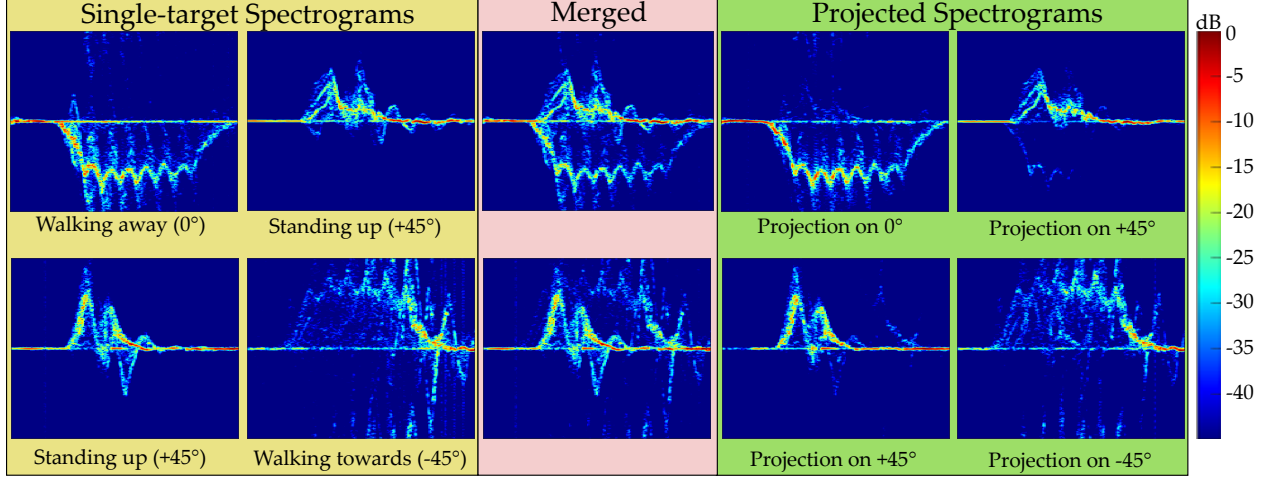 Single-target Spectrograms
Merged
Projected Spectrograms
dB
0
-5
-10
-15
-20
-25
-30
-35
-40
Walking away (0°)
Standing up (+45°)
Projection on 0°
Projection on +45°
Standing up (+45°)
Walking towards (-45°)
Projection on +45°
Projection on -45°